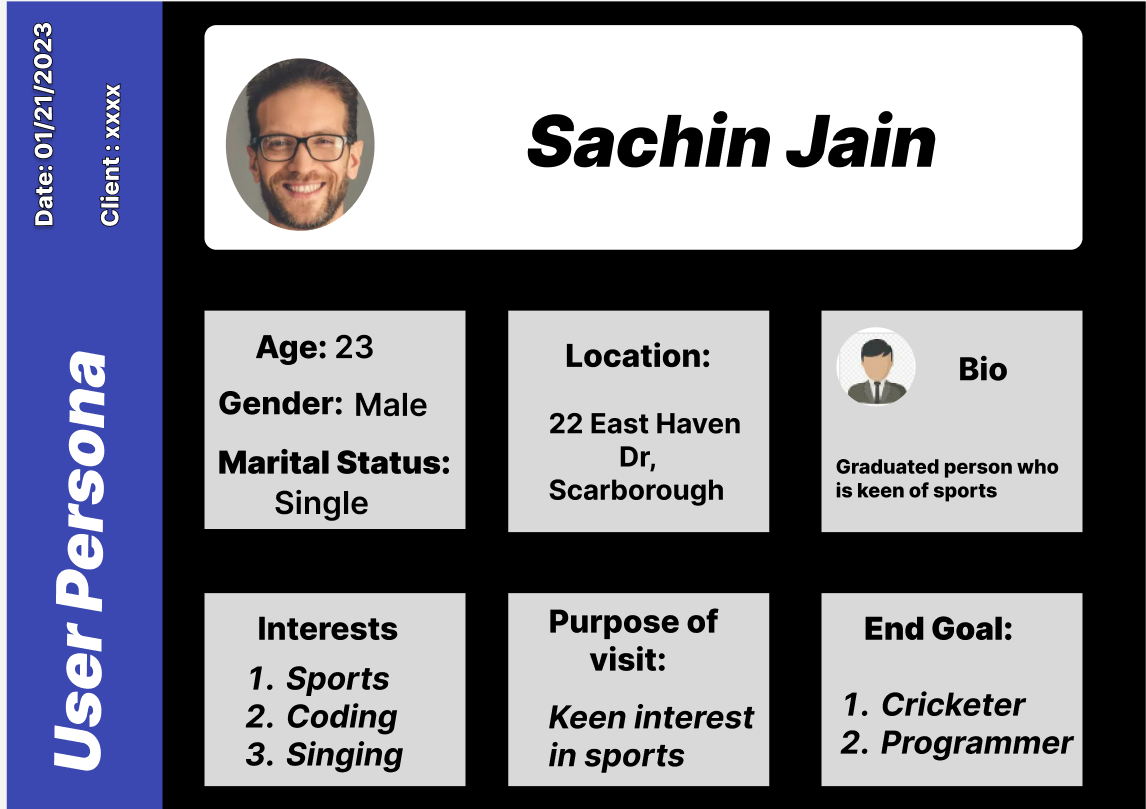 Date: 01/21/2023
Client : xxxx
User Persona
Sachin Jain
Age: 23
Gender: Male
Marital Status:
Single
Location:
22 East Haven
Dr,
Scarborough
Bio
Graduated person who
is keen of sports
Interests
1. Sports
2. Coding
3. Singing
Purpose of
visit:
Keen interest
in sports
End Goal:
1. Cricketer
2. Programmer